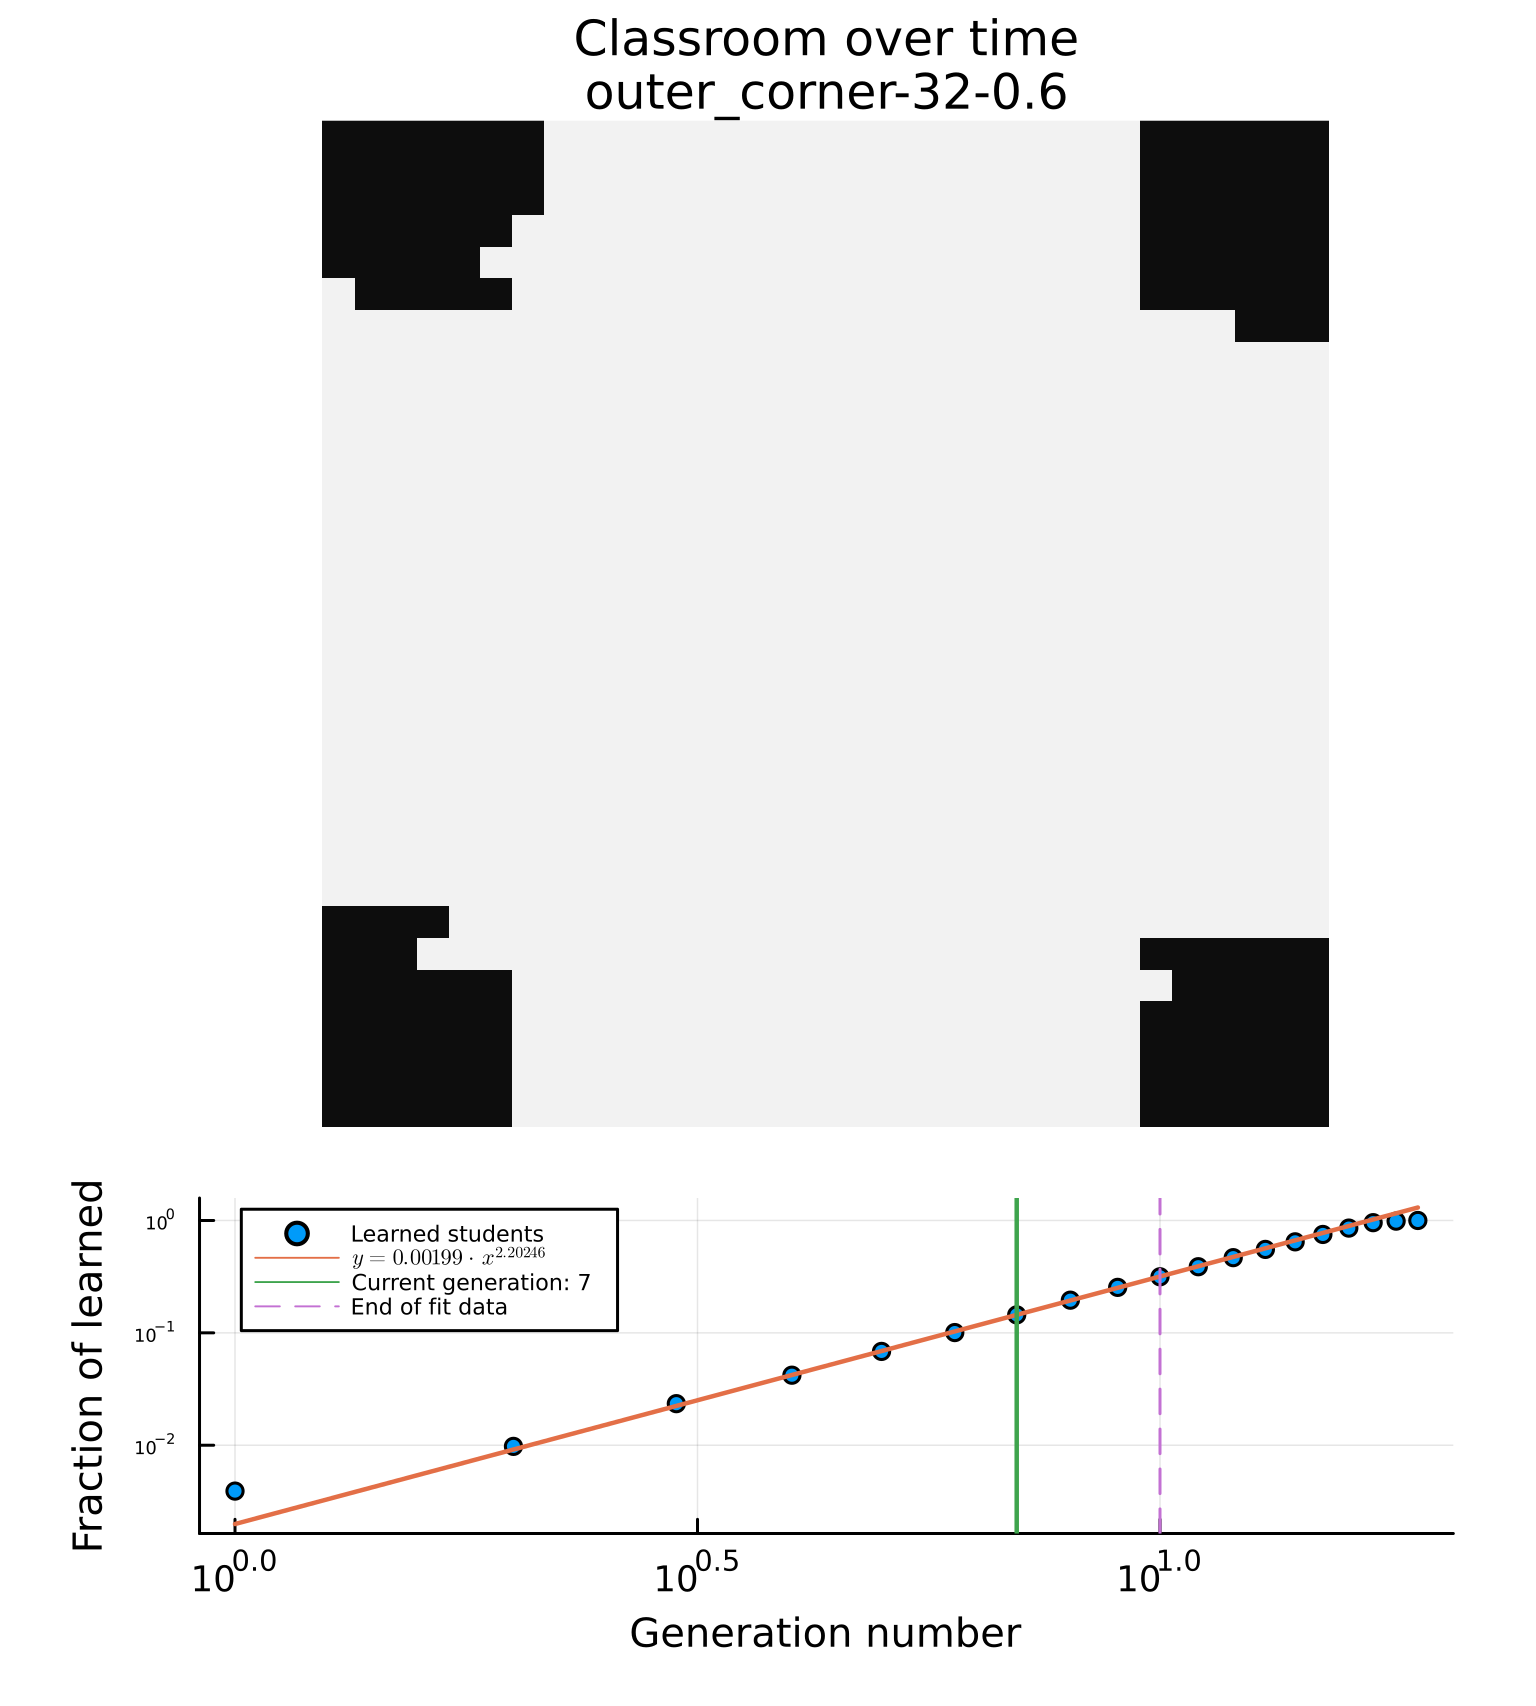 Classroom over time
outer_corner-32-0.6
Fraction of learned
10^0
10^-1
10^-2
Learned students
y = 0.00199 · x^2.20246
Current generation: 7
End of fit data
10^0.0
10^0.5
10^1.0
Generation number